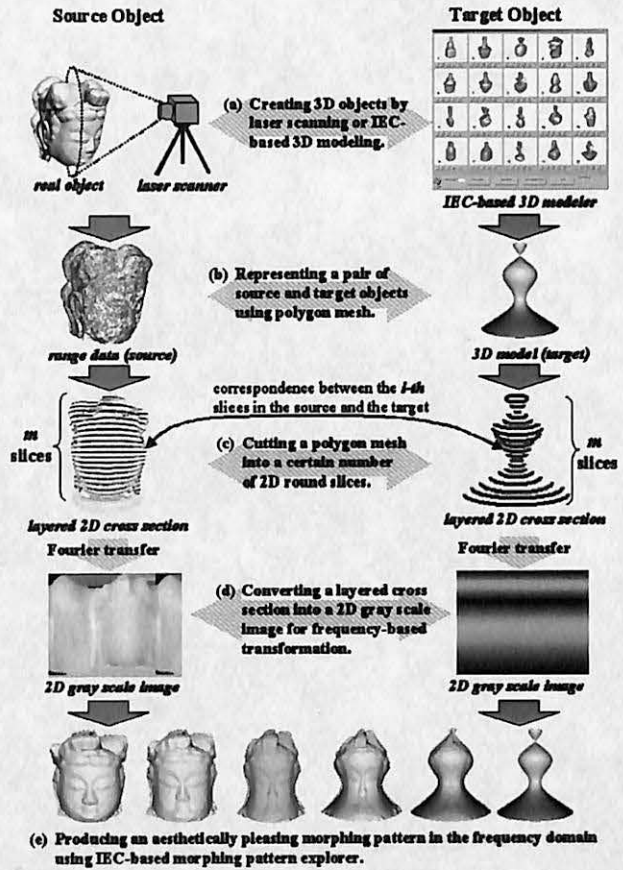 Source Object
Target Object
(a) Creating 3D objects by
laser scanning or IEC-
based 3D modeling.
real object
laser scanner
IEC-based 3D modeler
(b) Representing a pair of
source and target objects
using polygon mesh.
range data (source)
3D model (target)
correspondence between the i-th
slices in the source and the target
m
slices
(c) Cutting a polygon mesh
into a certain number
of 2D round slices.
m
slices
layered 2D cross section
layered 2D cross section
Fourier transfer
Fourier transfer
(d) Converting a layered cross
section into a 2D gray scale
image for frequency-based
transformation.
2D gray scale image
2D gray scale image
(e) Producing an aesthetically pleasing morphing pattern in the frequency domain
using IEC-based morphing pattern explorer.